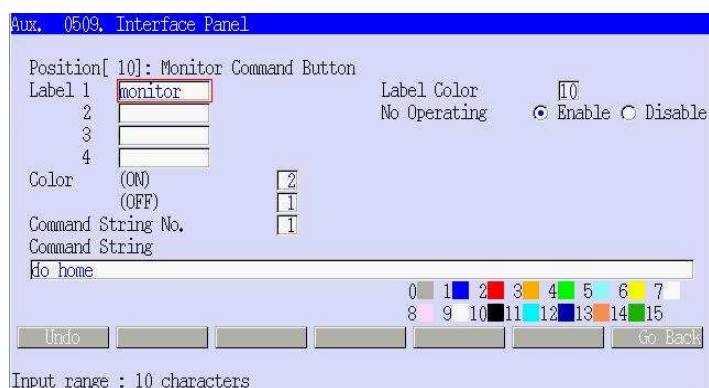 Aux. 0509. Interface Panel
Position[ 10]: Monitor Command Button
Label 1 monitor Label Color 10
2 No Operating Enable Disable
3
4
Color (ON) 2
(OFF) 1
Command String No. 1
Command String
do home
0 1 2 3 4 5 6 7
8 9 10 11 12 13 14 15
Undo Go Back
Input range : 10 characters